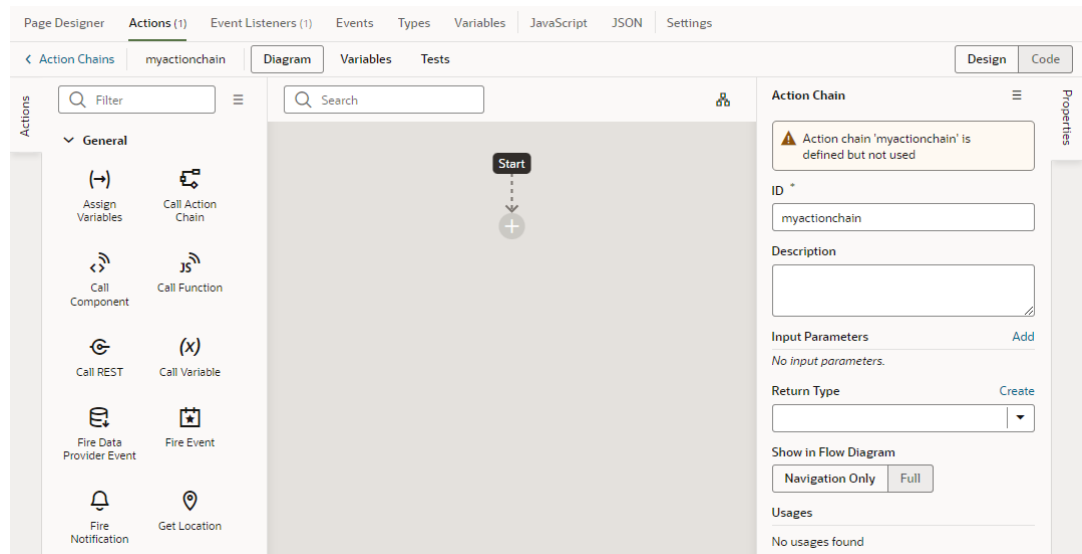 Page Designer Actions (1) Event Listeners (1) Events Types Variables JavaScript JSON Settings
Action Chains myactionchain Diagram Variables Tests Design Code
Actions
Filter
General
(→)
Assign
Variables
Call Action
Chain
Call
Component
JS
Call Function
Call REST
(x)
Call Variable
Fire Data
Provider Event
Fire Event
Fire
Notification
Get Location
Search
Start
Action Chain
Action chain 'myactionchain' is
defined but not used
ID *
myactionchain
Description
Input Parameters Add
No input parameters.
Return Type Create
Show in Flow Diagram
Navigation Only Full
Usages
No usages found
Properties